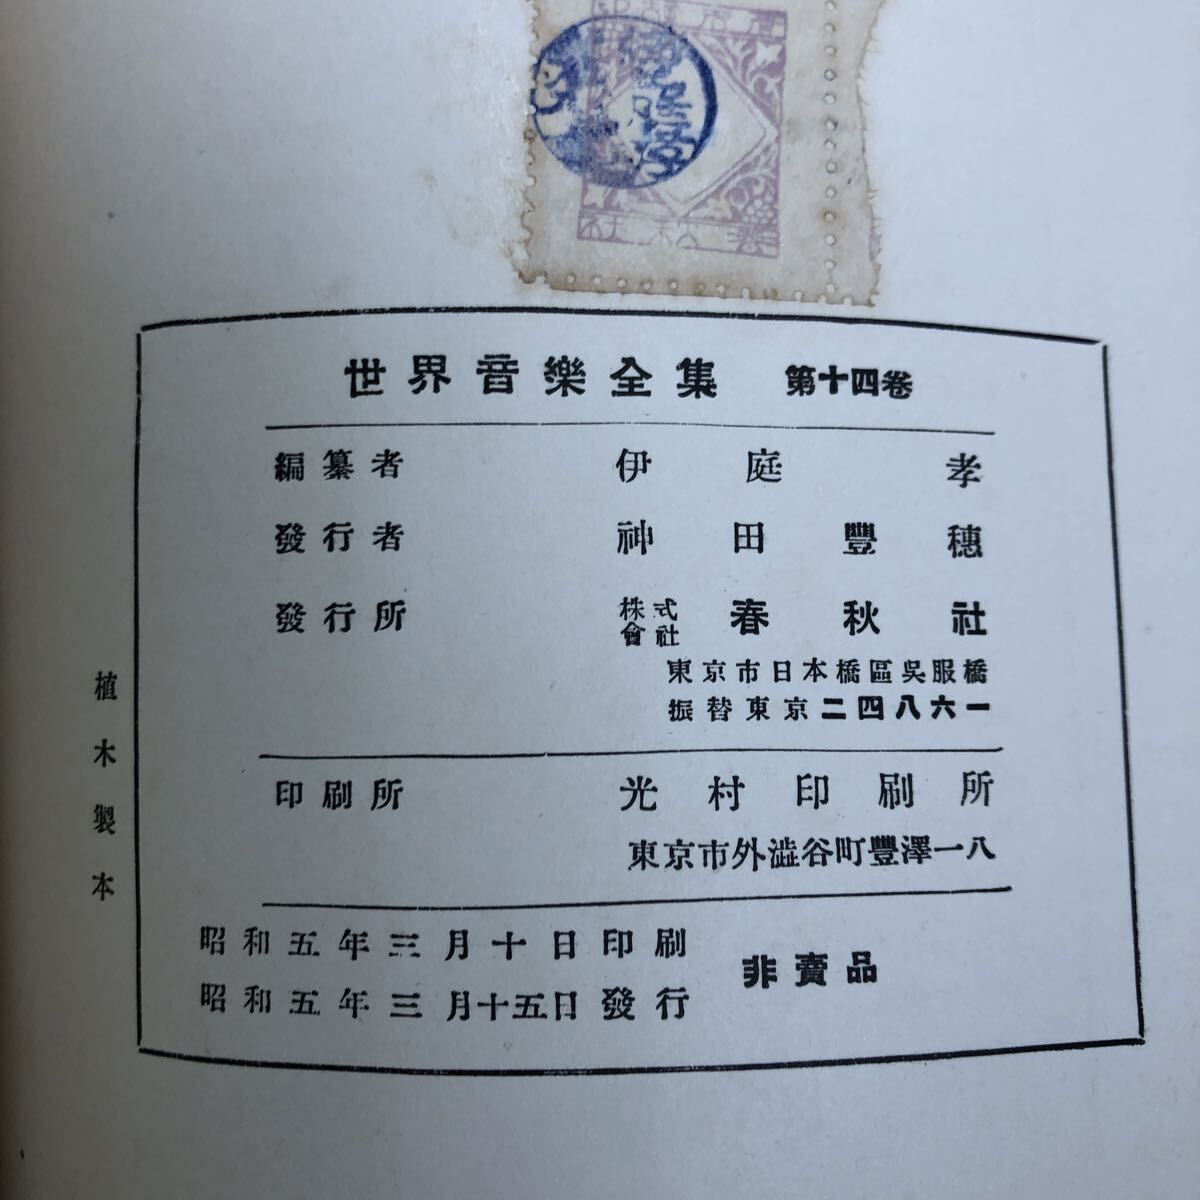 世界音樂全集 第十四卷
編纂者 伊庭孝
發行者 神田豐穗
發行所 株式會社 春秋社
東京市日本橋區吳服橋
振替東京二四八六一
印刷所 光村印刷所
東京市外澁谷町豐澤一八
昭和五年三月十日印刷
昭和五年三月十五日發行
非賣品
植木製本